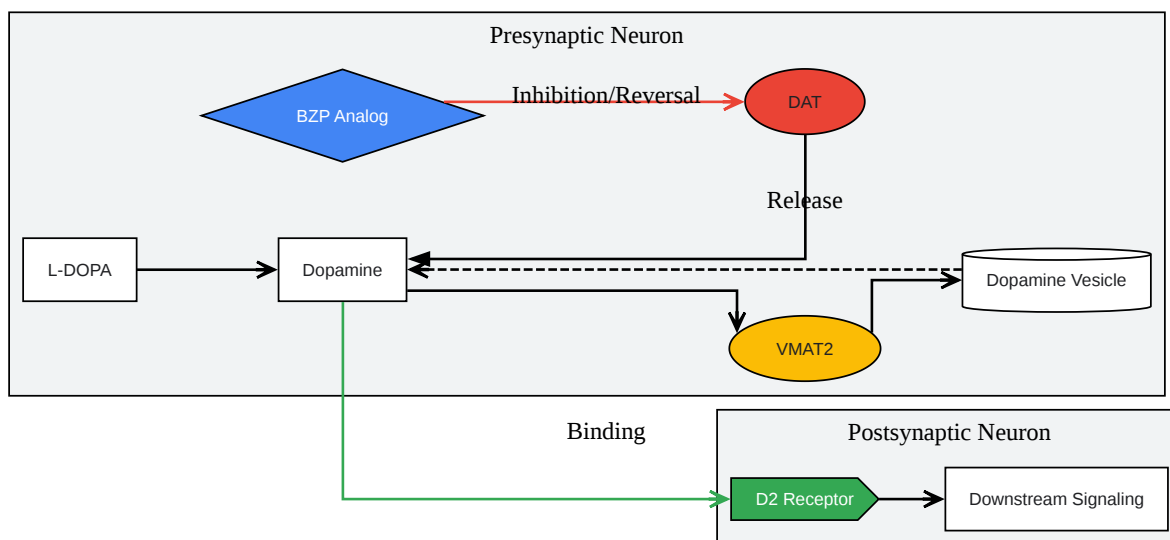 Presynaptic Neuron
BZP Analog
Inhibition/Reversal
DAT
Release
L-DOPA
Dopamine
Dopamine Vesicle
VMAT2
Binding
Postsynaptic Neuron
D2 Receptor
Downstream Signaling